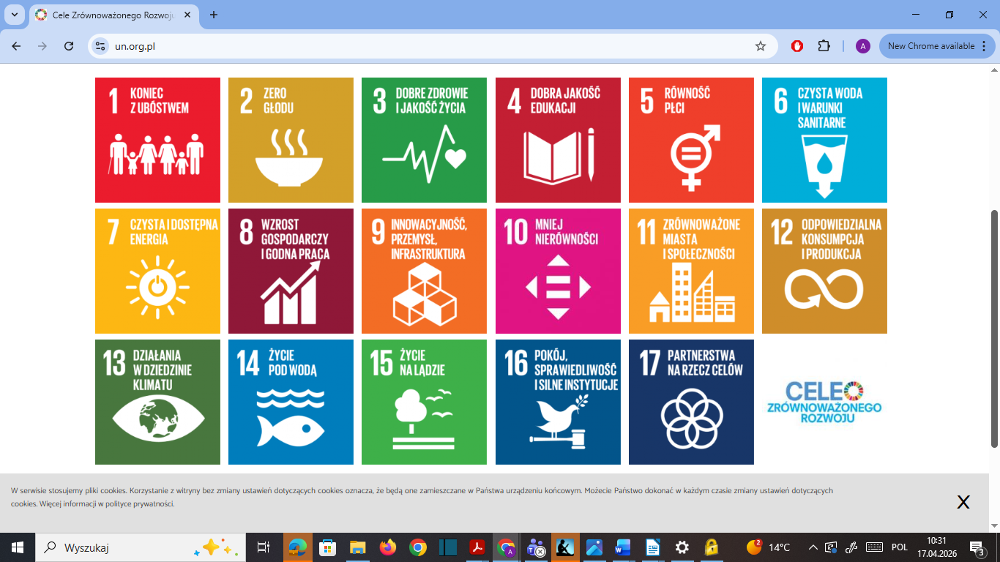 Cele Zrównoważonego Rozwoju
un.org.pl
A
New Chrome available
1 KONIEC
Z UBÓSTWEM
2 ZERO
GŁODU
3 DOBRE ZDROWIE
I JAKOŚĆ ŻYCIA
4 DOBRA JAKOŚĆ
EDUKACJI
5 RÓWNOŚĆ
PŁCI
6 CZYSTA WODA
I WARUNKI
SANITARNE
7 CZYSTA I DOSTĘPNA
ENERGIA
8 WZROST
GOSPODARCZY
I GODNA PRACA
9 INNOWACYJNOŚĆ,
PRZEMYSŁ,
INFRASTRUKTURA
10 MNIEJ
NIERÓWNOŚCI
11 ZRÓWNOWAŻONE
MIASTA
I SPOŁECZNOŚCI
12 ODPOWIEDZIALNA
KONSUMPCJA
I PRODUKCJA
13 DZIAŁANIA
W DZIEDZINIE
KLIMATU
14 ŻYCIE
POD WODĄ
15 ŻYCIE
NA LĄDZIE
16 POKÓJ,
SPRAWIEDLIWOŚĆ
I SILNE INSTYTUCJE
17 PARTNERSTWA
NA RZECZ CELÓW
CELE
ZRÓWNOWAŻONEGO
ROZWOJU
W serwisie stosujemy pliki cookies. Korzystanie z witryny bez zmiany ustawień dotyczących cookies oznacza, że będą one zamieszczane w Państwa urządzeniu końcowym. Możecie Państwo dokonać w każdym czasie zmiany ustawień dotyczących
cookies. Więcej informacji w polityce prywatności.
X
Wyszukaj
2
14°C
POL
10:31
17.04.2026
3